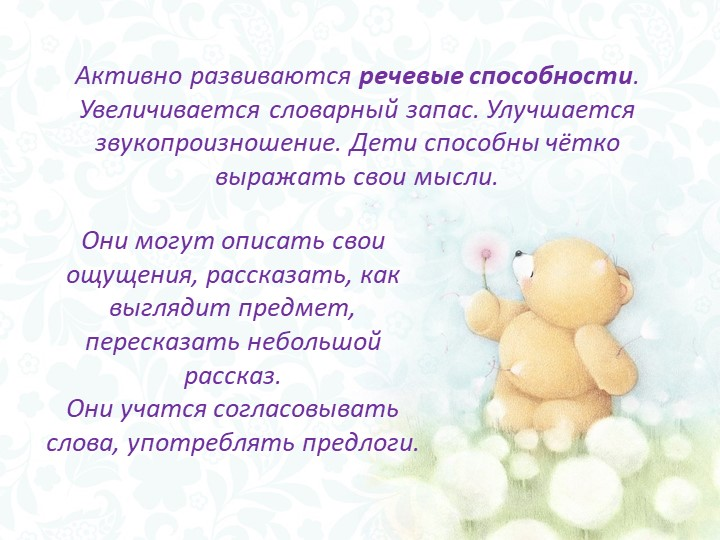 Активно развиваются речевые способности.
Увеличивается словарный запас. Улучшается
звукопроизношение. Дети способны чётко
выражать свои мысли.
Они могут описать свои
ощущения, рассказать, как
выглядит предмет,
пересказать небольшой
рассказ.
Они учатся согласовывать
слова, употреблять предлоги.